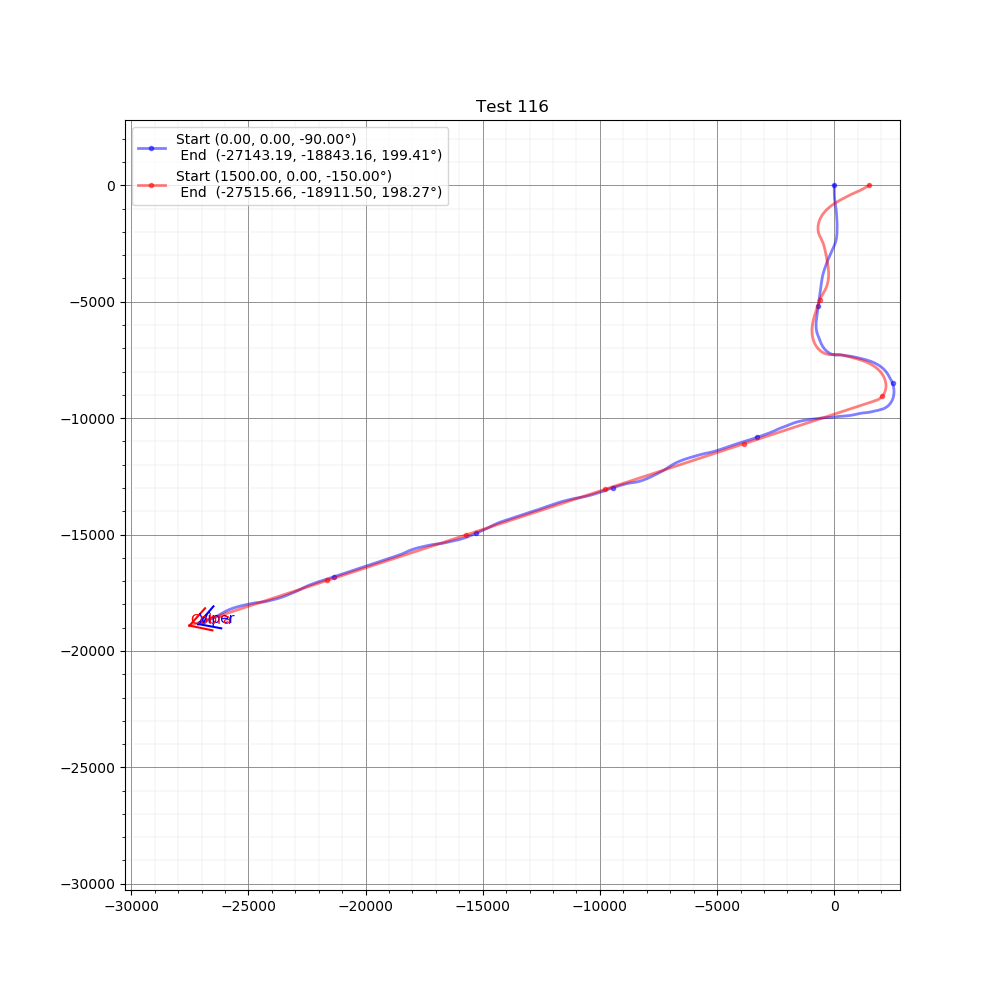 Test 116
Start (0.00, 0.00, -90.00°)
End (-27143.19, -18843.16, 199.41°)
Start (1500.00, 0.00, -150.00°)
End (-27515.66, -18911.50, 198.27°)
0
−5000
−10000
−15000
−20000
−25000
−30000
−30000 −25000 −20000 −15000 −10000 −5000 0